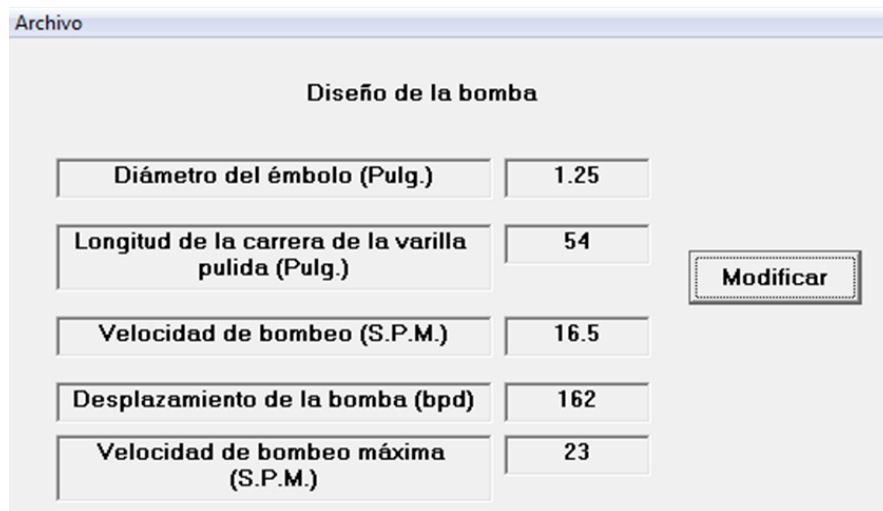 Archivo
Diseño de la bomba
Diámetro del émbolo (Pulg.) 1.25
Longitud de la carrera de la varilla 54
pulida (Pulg.)
Modificar
Velocidad de bombeo (S.P.M.) 16.5
Desplazamiento de la bomba (bpd) 162
Velocidad de bombeo máxima 23
(S.P.M.)